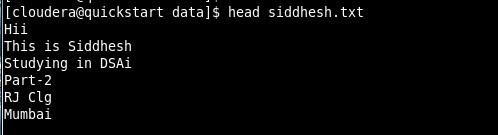 [cloudera@quickstart data]$ head siddhesh.txt
Hii
This is Siddhesh
Studying in DSAi
Part-2
RJ Clg
Mumbai